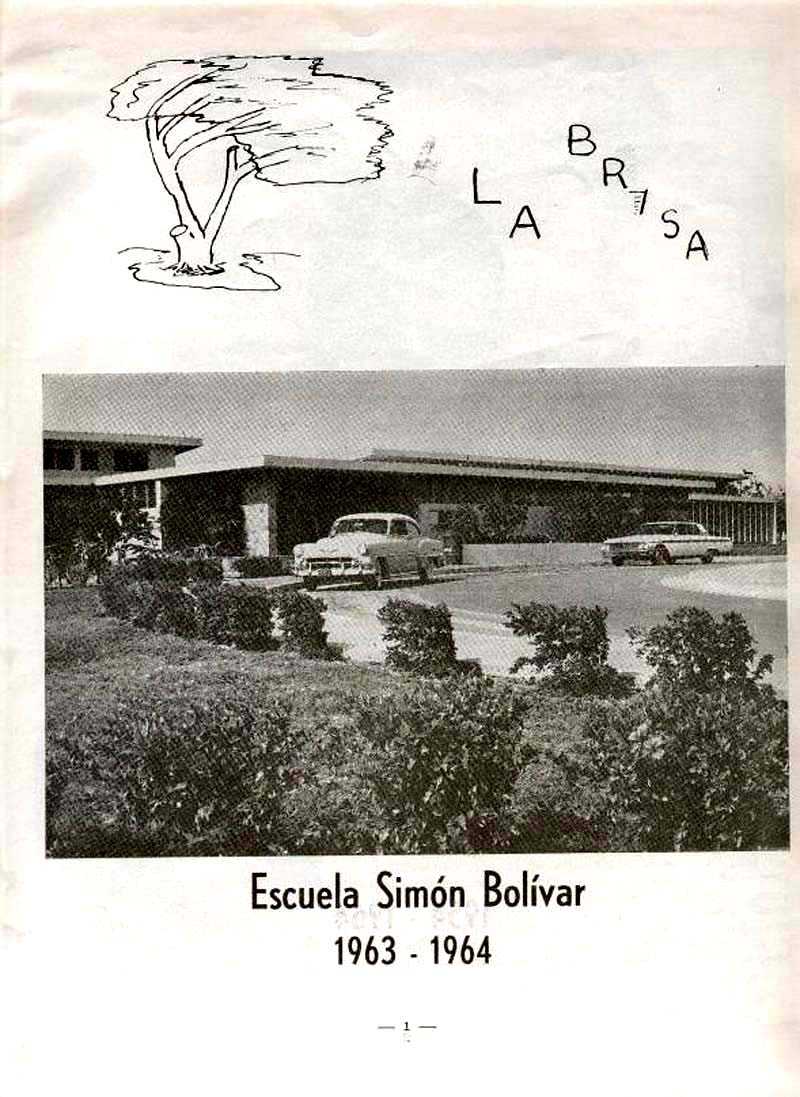 LA BRISA
Escuela Simón Bolívar
1963 - 1964
— 1 —